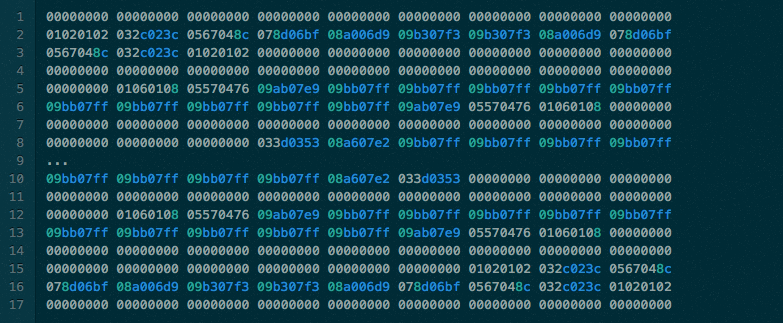 1 00000000 00000000 00000000 00000000 00000000 00000000 00000000 00000000 00000000
2 01020102 032c023c 0567048c 078d06bf 08a006d9 09b307f3 09b307f3 08a006d9 078d06bf
3 0567048c 032c023c 01020102 00000000 00000000 00000000 00000000 00000000 00000000
4 00000000 00000000 00000000 00000000 00000000 00000000 00000000 00000000 00000000
5 00000000 01060108 05570476 09ab07e9 09bb07ff 09bb07ff 09bb07ff 09bb07ff 09bb07ff
6 09bb07ff 09bb07ff 09bb07ff 09bb07ff 09bb07ff 09ab07e9 05570476 01060108 00000000
7 00000000 00000000 00000000 00000000 00000000 00000000 00000000 00000000 00000000
8 00000000 00000000 00000000 033d0353 08a607e2 09bb07ff 09bb07ff 09bb07ff 09bb07ff
9 ...
10 09bb07ff 09bb07ff 09bb07ff 09bb07ff 08a607e2 033d0353 00000000 00000000 00000000
11 00000000 00000000 00000000 00000000 00000000 00000000 00000000 00000000 00000000
12 00000000 01060108 05570476 09ab07e9 09bb07ff 09bb07ff 09bb07ff 09bb07ff 09bb07ff
13 09bb07ff 09bb07ff 09bb07ff 09bb07ff 09bb07ff 09ab07e9 05570476 01060108 00000000
14 00000000 00000000 00000000 00000000 00000000 00000000 00000000 00000000 00000000
15 00000000 00000000 00000000 00000000 00000000 00000000 01020102 032c023c 0567048c
16 078d06bf 08a006d9 09b307f3 09b307f3 08a006d9 078d06bf 0567048c 032c023c 01020102
17 00000000 00000000 00000000 00000000 00000000 00000000 00000000 00000000 00000000